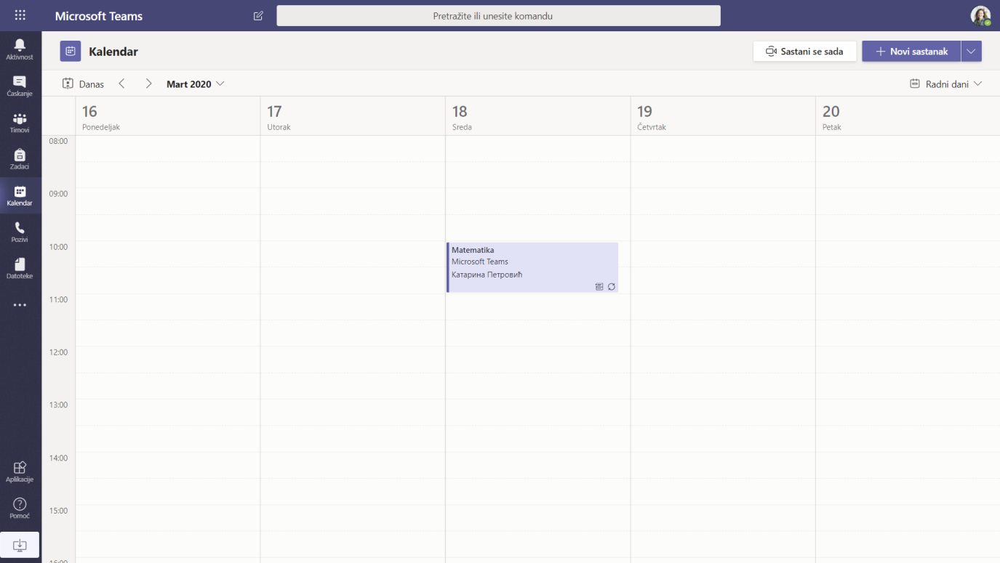 Microsoft Teams
Pretražite ili unesite komandu
Aktivnost
Ćaskanje
Timovi
Zadaci
Kalendar
Pozivi
Datoteke
Aplikacije
Pomoć
Kalendar
Sastani se sada
Novi sastanak
Danas
Mart 2020
Radni dani
16
Ponedeljak
17
Utorak
18
Sreda
19
Četvrtak
20
Petak
08:00
09:00
10:00
Matematika
Microsoft Teams
Катарина Петровић
11:00
12:00
13:00
14:00
15:00